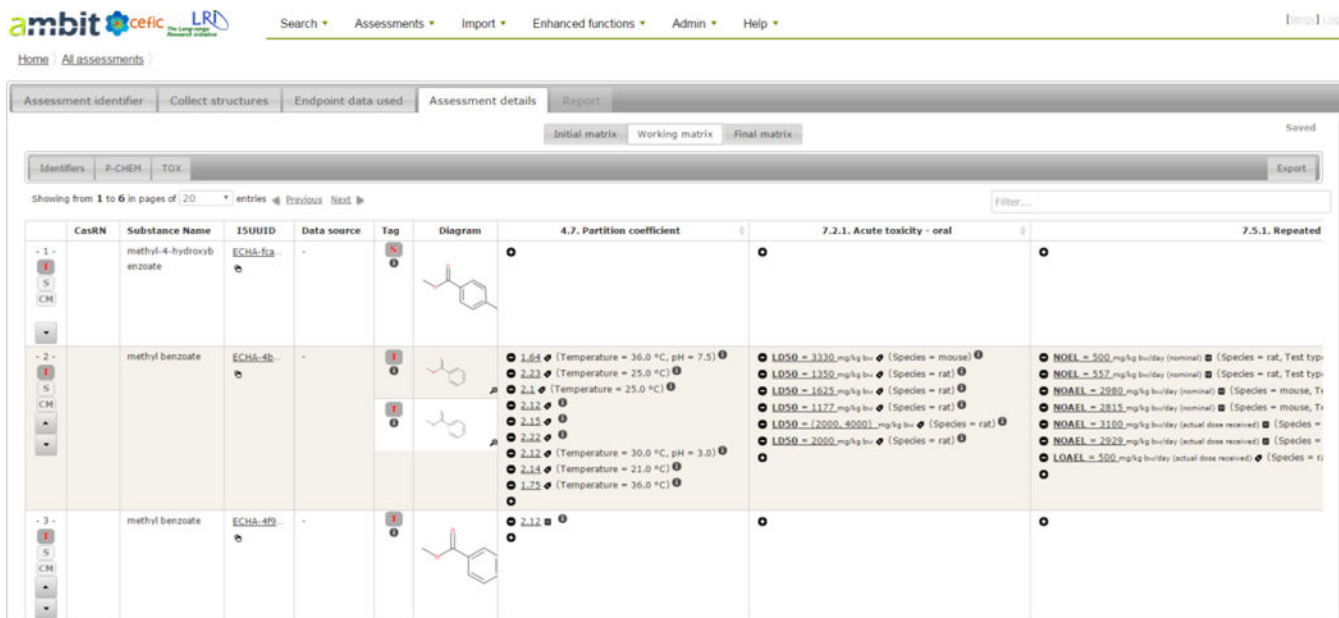 ambit cefic LRI The Long-range Research Initiative Search Assessments Import Enhanced functions Admin Help
Home All assessments
Assessment identifier Collect structures Endpoint data used Assessment details Report
Initial matrix Working matrix Final matrix Saved
Identifiers P-CHEM TOX Export
Showing from 1 to 6 in pages of 20 entries Previous Next Filter...
CasRN Substance Name I5UUID Data source Tag Diagram 4.7. Partition coefficient 7.2.1. Acute toxicity - oral 7.5.1. Repeated
- 1 - methyl-4-hydroxyb ECHA-fca... - S
T enzoate
S
CM
- 2 - methyl benzoate ECHA-4b... - T 1.64 (Temperature = 36.0 °C, pH = 7.5) LD50 = 3330 mg/kg bw (Species = mouse) NOEL = 500 mg/kg bw/day (nominal) (Species = rat, Test typ
T 2.23 (Temperature = 25.0 °C) LD50 = 1350 mg/kg bw (Species = rat) NOEL = 557 mg/kg bw/day (nominal) (Species = rat, Test typ
S 2.1 (Temperature = 25.0 °C) LD50 = 1625 mg/kg bw (Species = rat) NOAEL = 2980 mg/kg bw/day (nominal) (Species = mouse, T
CM T 2.12 LD50 = 1177 mg/kg bw (Species = rat) NOAEL = 2815 mg/kg bw/day (nominal) (Species = mouse, T
2.15 LD50 = (2000, 4000) mg/kg bw (Species = rat) NOAEL = 3100 mg/kg bw/day (actual dose received) (Species =
2.22 LD50 = 2000 mg/kg bw (Species = rat) NOAEL = 2929 mg/kg bw/day (actual dose received) (Species =
2.12 (Temperature = 30.0 °C, pH = 3.0) LOAEL = 500 mg/kg bw/day (actual dose received) (Species = r
2.14 (Temperature = 21.0 °C)
1.75 (Temperature = 36.0 °C)
- 3 - methyl benzoate ECHA-4f9... - T 2.12
T
S
CM